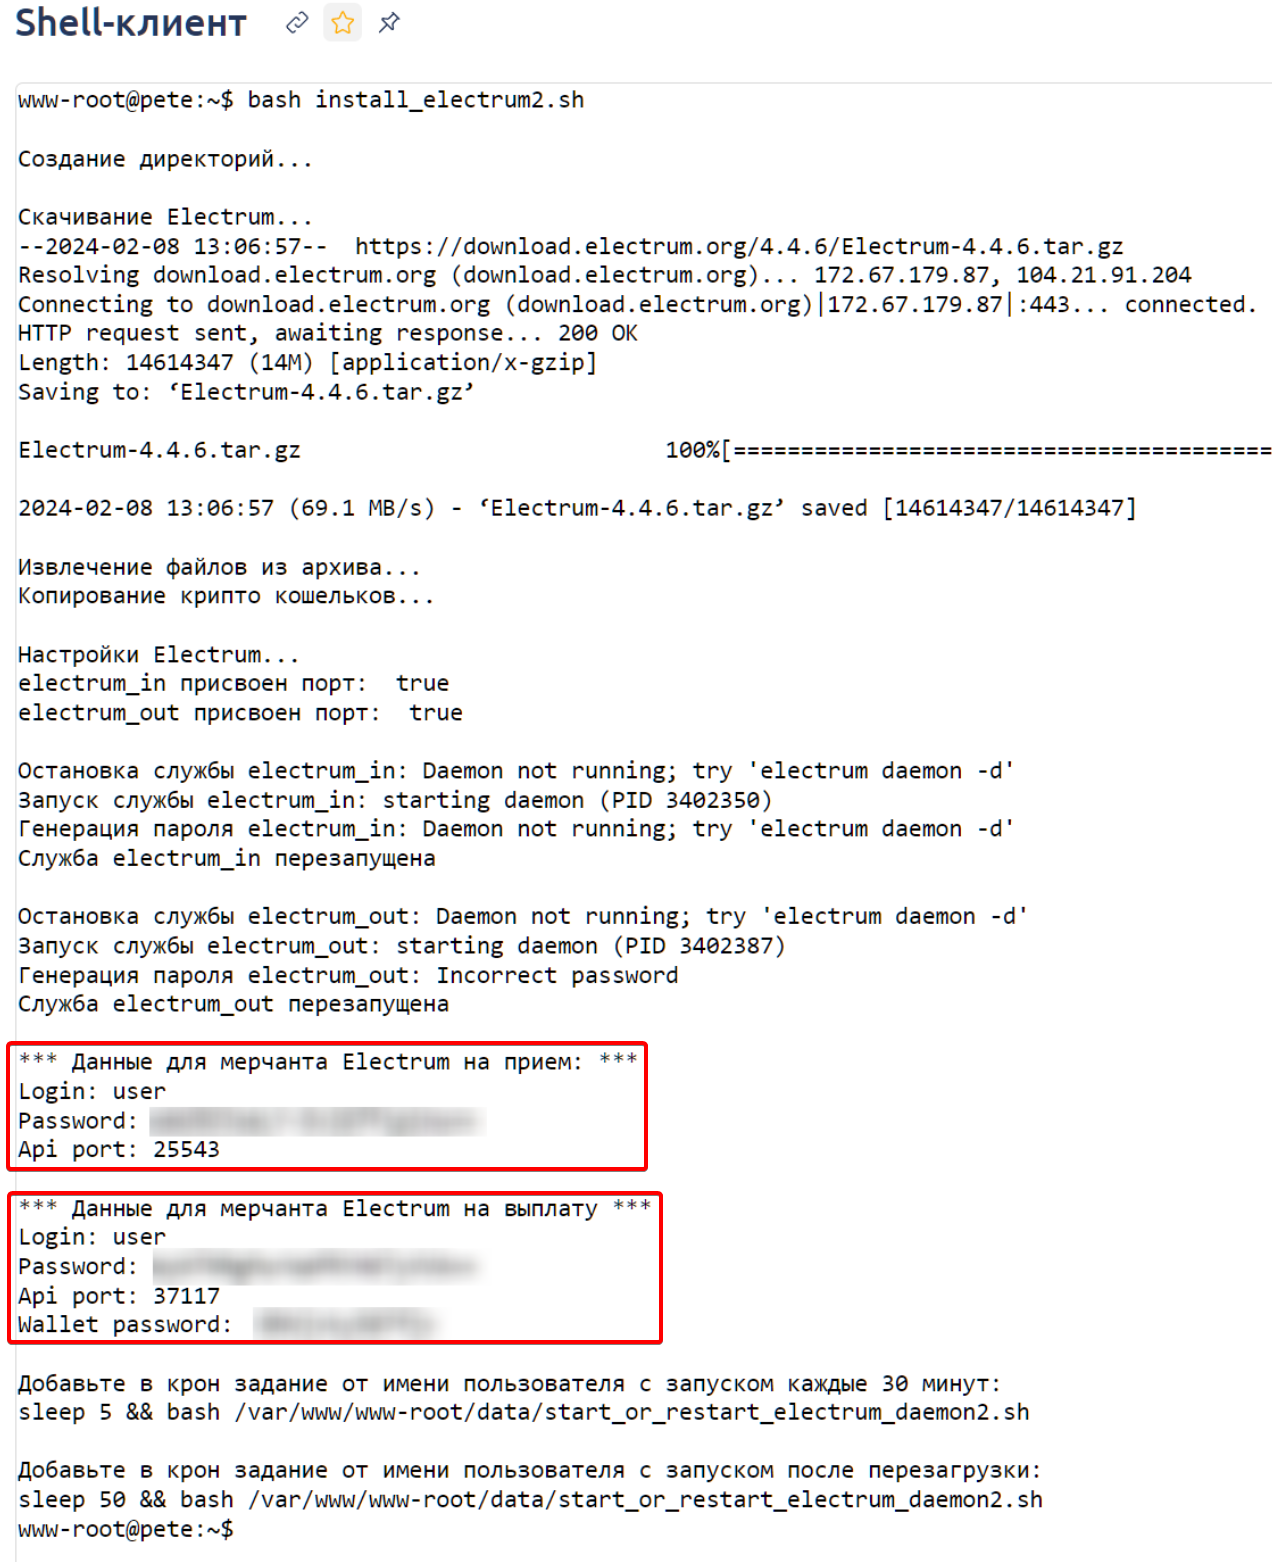 Shell-клиент
www-root@pete:~$ bash install_electrum2.sh
Создание директорий...
Скачивание Electrum...
--2024-02-08 13:06:57--  https://download.electrum.org/4.4.6/Electrum-4.4.6.tar.gz
Resolving download.electrum.org (download.electrum.org)... 172.67.179.87, 104.21.91.204
Connecting to download.electrum.org (download.electrum.org)|172.67.179.87|:443... connected.
HTTP request sent, awaiting response... 200 OK
Length: 14614347 (14M) [application/x-gzip]
Saving to: ‘Electrum-4.4.6.tar.gz’
Electrum-4.4.6.tar.gz                           100%[========================================
2024-02-08 13:06:57 (69.1 MB/s) - ‘Electrum-4.4.6.tar.gz’ saved [14614347/14614347]
Извлечение файлов из архива...
Копирование крипто кошельков...
Настройки Electrum...
electrum_in присвоен порт:  true
electrum_out присвоен порт:  true
Остановка службы electrum_in: Daemon not running; try 'electrum daemon -d'
Запуск службы electrum_in: starting daemon (PID 3402350)
Генерация пароля electrum_in: Daemon not running; try 'electrum daemon -d'
Служба electrum_in перезапущена
Остановка службы electrum_out: Daemon not running; try 'electrum daemon -d'
Запуск службы electrum_out: starting daemon (PID 3402387)
Генерация пароля electrum_out: Incorrect password
Служба electrum_out перезапущена
*** Данные для мерчанта Electrum на прием: ***
Login: user
Password:
Api port: 25543
*** Данные для мерчанта Electrum на выплату ***
Login: user
Password:
Api port: 37117
Wallet password:
Добавьте в крон задание от имени пользователя с запуском каждые 30 минут:
sleep 5 && bash /var/www/www-root/data/start_or_restart_electrum_daemon2.sh
Добавьте в крон задание от имени пользователя с запуском после перезагрузки:
sleep 50 && bash /var/www/www-root/data/start_or_restart_electrum_daemon2.sh
www-root@pete:~$